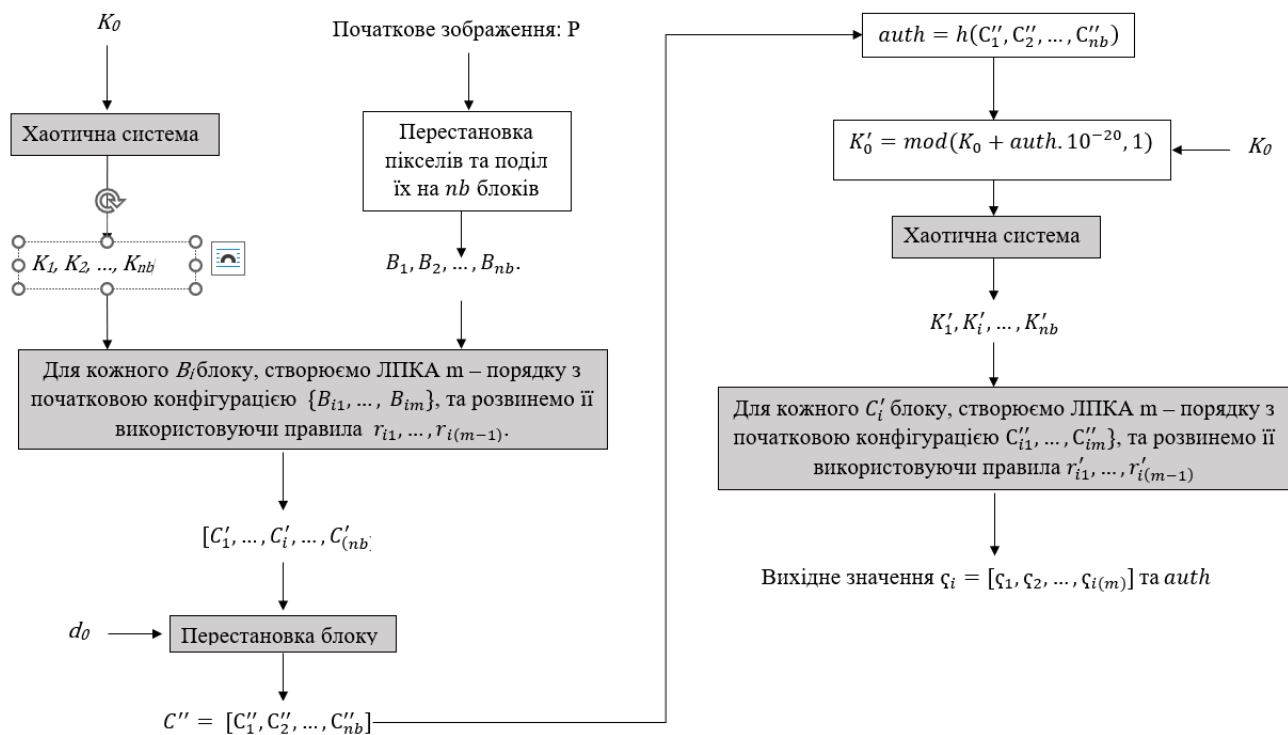 K₀
Хаотична система
K₁, K₂, ..., Kₙb
Початкове зображення: P
Перестановка
пікселів та поділ
їх на nb блоків
B₁, B₂, … , Bₙb.
Для кожного Bᵢ блоку, створюємо ЛПКА m – порядку з
початковою конфігурацією {Bᵢ₁, … , Bᵢₘ}, та розвинемо її
використовуючи правила rᵢ₁, … , rᵢ₍ₘ₋₁₎.
[C′₁, … , C′ᵢ, … , C′₍nb
d₀
Перестановка блоку
C′′ = [C′′₁, C′′₂, … , C′′nb]
auth = h(C′′₁, C′′₂, … , C′′nb)
K′₀ = mod(K₀ + auth. 10⁻²⁰, 1)
K₀
Хаотична система
K′₁, K′ᵢ, … , K′nb
Для кожного C′ᵢ блоку, створюємо ЛПКА m – порядку з
початковою конфігурацією C′′ᵢ₁, … , C′′ᵢₘ}, та розвинемо її
використовуючи правила r′ᵢ₁, … , r′ᵢ₍ₘ₋₁₎
Вихідне значення ςᵢ = [ς₁, ς₂, … , ςᵢ₍ₘ₎] та auth